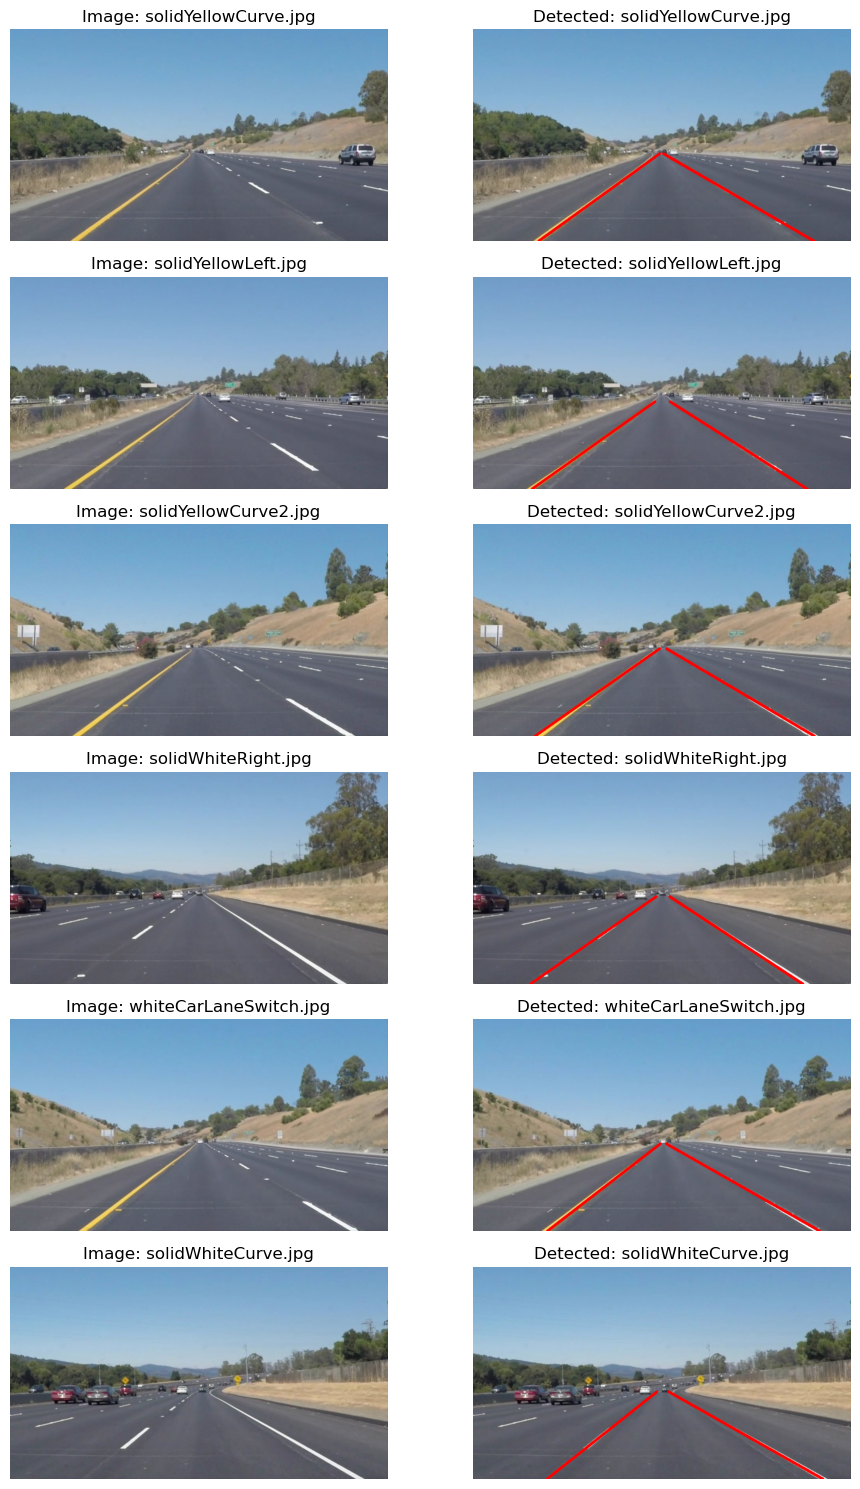 Image: solidYellowCurve.jpg
Detected: solidYellowCurve.jpg
Image: solidYellowLeft.jpg
Detected: solidYellowLeft.jpg
Image: solidYellowCurve2.jpg
Detected: solidYellowCurve2.jpg
Image: solidWhiteRight.jpg
Detected: solidWhiteRight.jpg
Image: whiteCarLaneSwitch.jpg
Detected: whiteCarLaneSwitch.jpg
Image: solidWhiteCurve.jpg
Detected: solidWhiteCurve.jpg